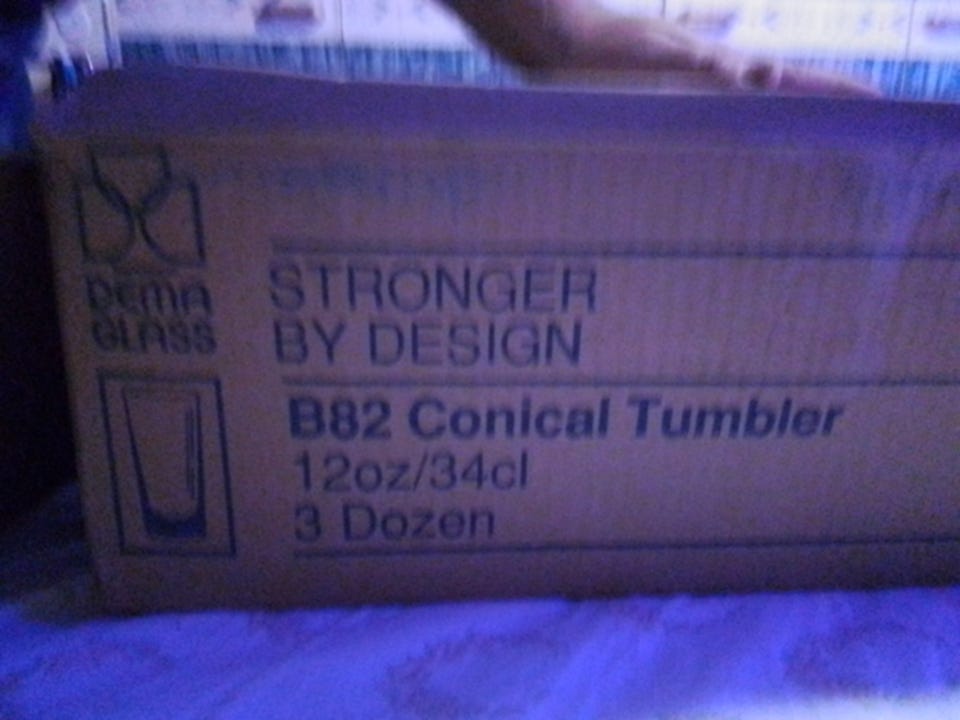 DEMA
GLASS
STRONGER
BY DESIGN
B82 Conical Tumbler
12oz/34cl
3 Dozen